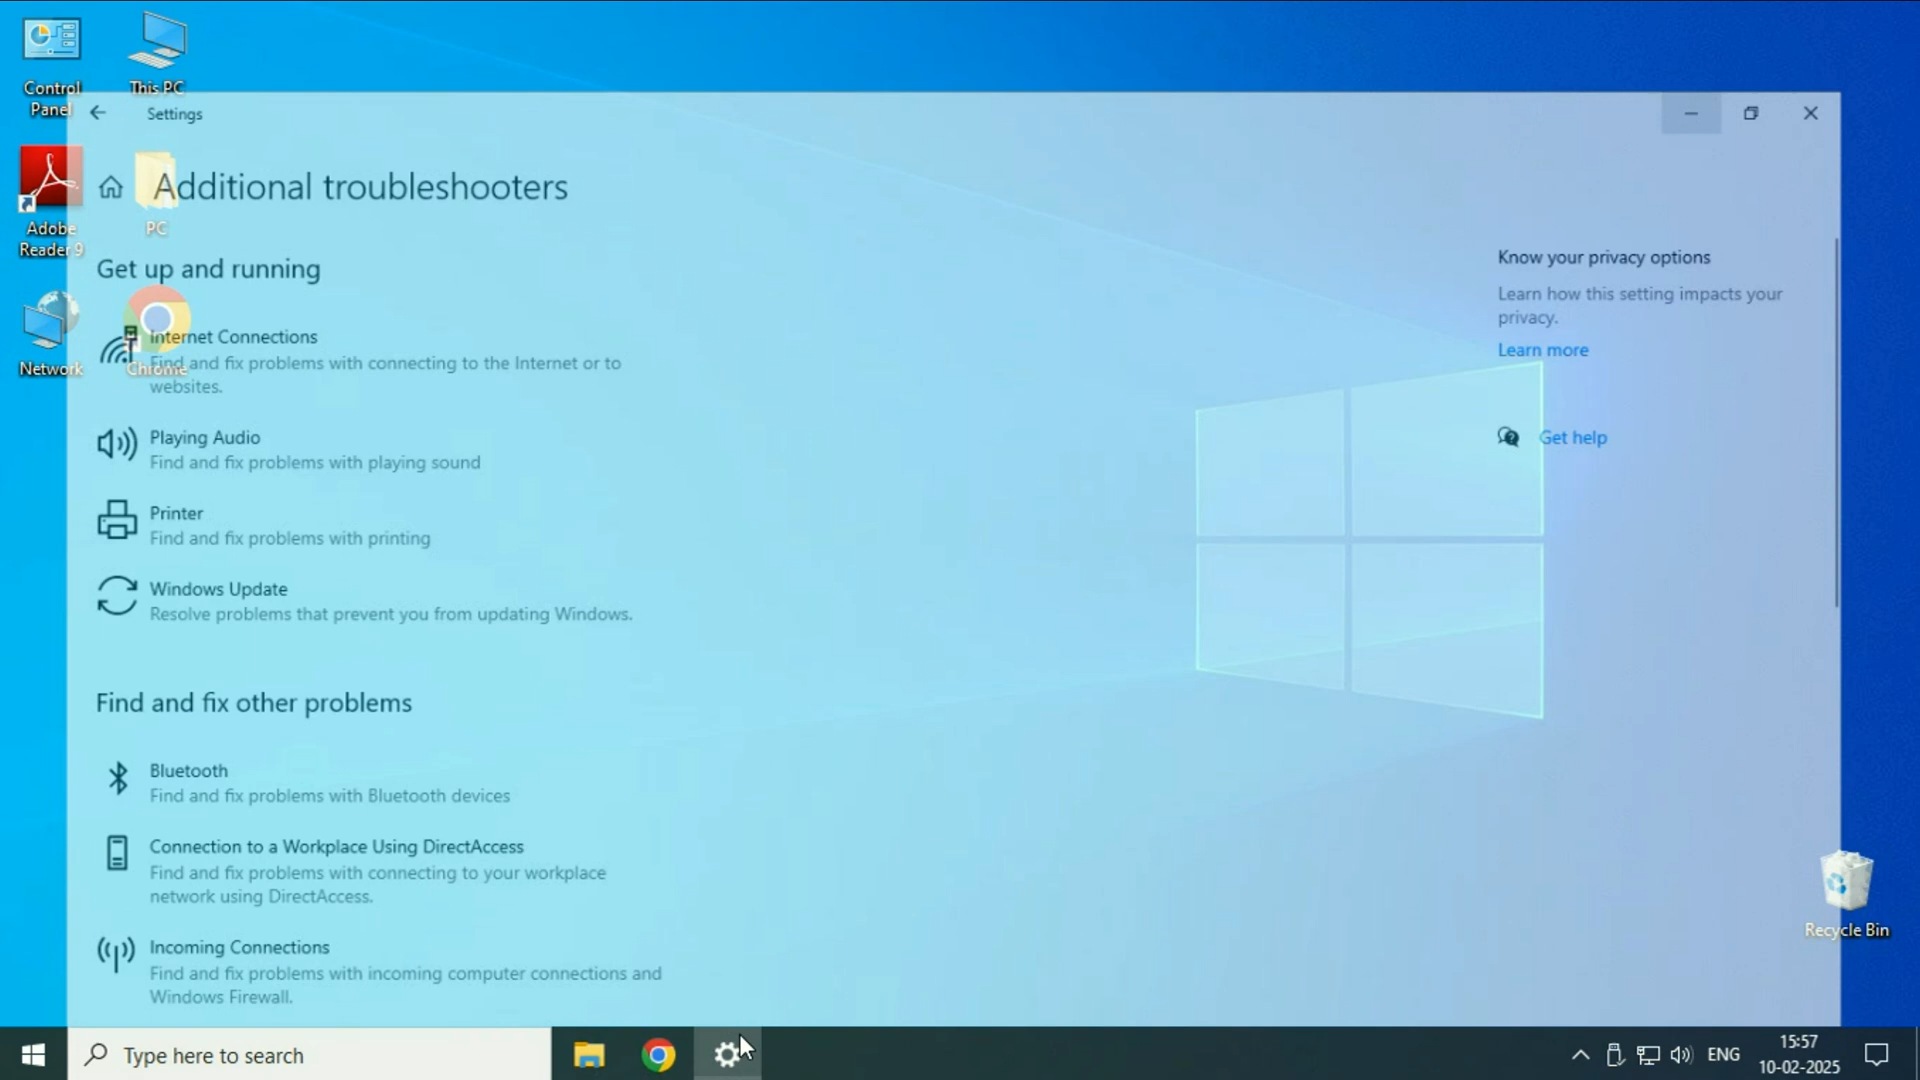 Control
Panel
This PC
Settings
Adobe
Reader 9
PC
Additional troubleshooters
Get up and running
Network
Chrome
Internet Connections
Find and fix problems with connecting to the Internet or to
websites.
Playing Audio
Find and fix problems with playing sound
Printer
Find and fix problems with printing
Windows Update
Resolve problems that prevent you from updating Windows.
Find and fix other problems
Bluetooth
Find and fix problems with Bluetooth devices
Connection to a Workplace Using DirectAccess
Find and fix problems with connecting to your workplace
network using DirectAccess.
Incoming Connections
Find and fix problems with incoming computer connections and
Windows Firewall.
Know your privacy options
Learn how this setting impacts your
privacy.
Learn more
Get help
Recycle Bin
Type here to search
ENG
15:57
10-02-2025